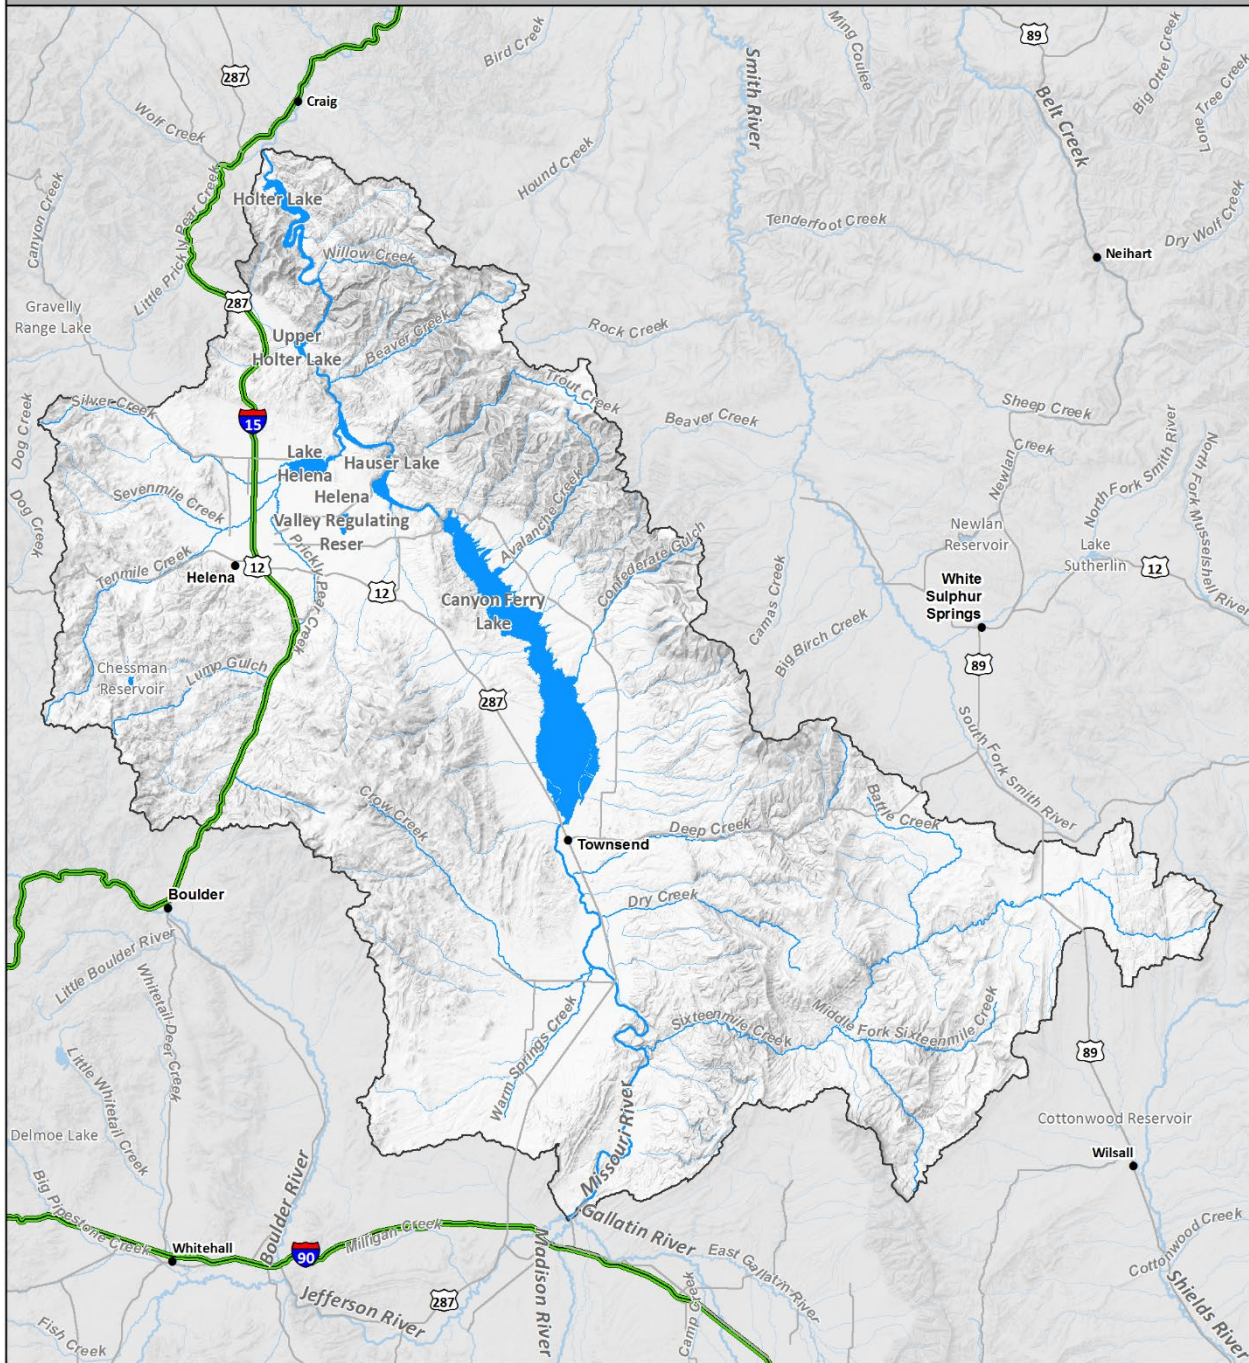 89
Bird Creek
Ming Coulee
Big Otter Creek
Lone Tree Creek
287
Smith River
Craig
Belt Creek
Wolf Creek
Hound Creek
Canyon Creek
Little Prickly Pear Creek
Holter Lake
Tenderfoot Creek
Dry Wolf Creek
Willow Creek
Neihart
287
Gravelly
Range Lake
Rock Creek
Upper
Holter Lake
Beaver Creek
Trout Creek
Silver Creek
Sheep Creek
Dog Creek
15
Beaver Creek
Lake
Helena
Hauser Lake
Newlan
Creek
North Fork Smith River
North Fork Musselshell River
Sevenmile Creek
Helena
Valley Regulating
Reser
Dog Creek
Avalanche Creek
Newlan
Reservoir
Lake
Sutherlin
Prickly Pear Creek
Confederate Gulch
Tenmile Creek
Helena
12
12
12
Canyon Ferry
Lake
Camas Creek
White
Sulphur
Springs
Big Birch Creek
Chessman
Reservoir
Lump Gulch
89
287
South Fork Smith River
Crow Creek
Battle Creek
Deep Creek
Townsend
Boulder
Dry Creek
Little Boulder River
Whitetail Deer Creek
Warm Springs Creek
Sixteenmile Creek
Middle Fork Sixteenmile Creek
89
Little Whitetail Creek
Missouri River
Cottonwood Reservoir
Delmoe Lake
Wilsall
Big Pipestone Creek
Boulder River
Gallatin River
Whitehall
90
Milligan Creek
Madison River
East Gallatin River
Cottonwood Creek
Jefferson River
287
Camp Creek
Shields River
Fish Creek